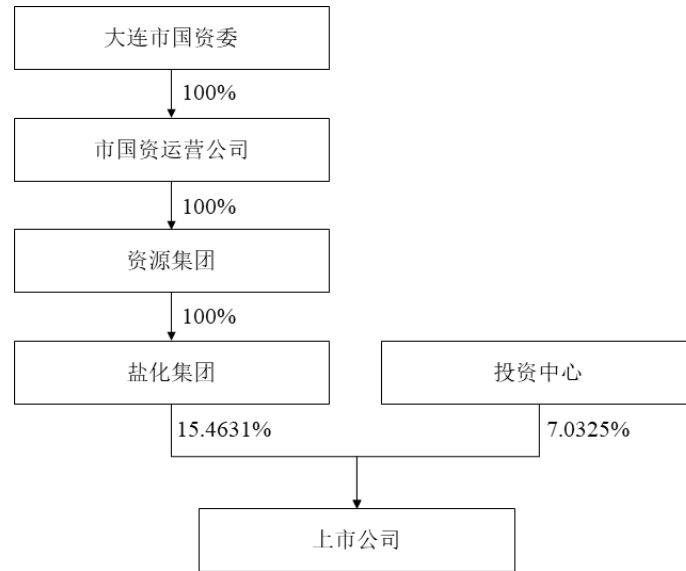 大连市国资委
100%
市国资运营公司
100%
资源集团
100%
盐化集团
投资中心
15.4631%
7.0325%
上市公司